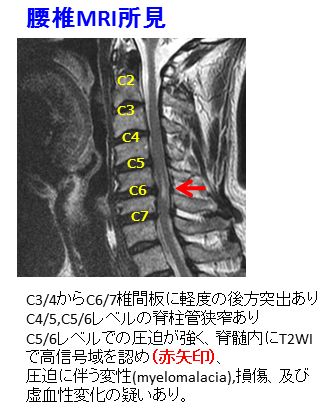 腰椎MRI所見
C2
C3
C4
C5
C6
C7
C3/4からC6/7椎間板に軽度の後方突出あり
C4/5,C5/6レベルの脊柱管狭窄あり
C5/6レベルでの圧迫が強く、脊髄内にT2WI
で高信号域を認め(赤矢印)、
圧迫に伴う変性(myelomalacia),損傷、及び
虚血性変化の疑いあり。